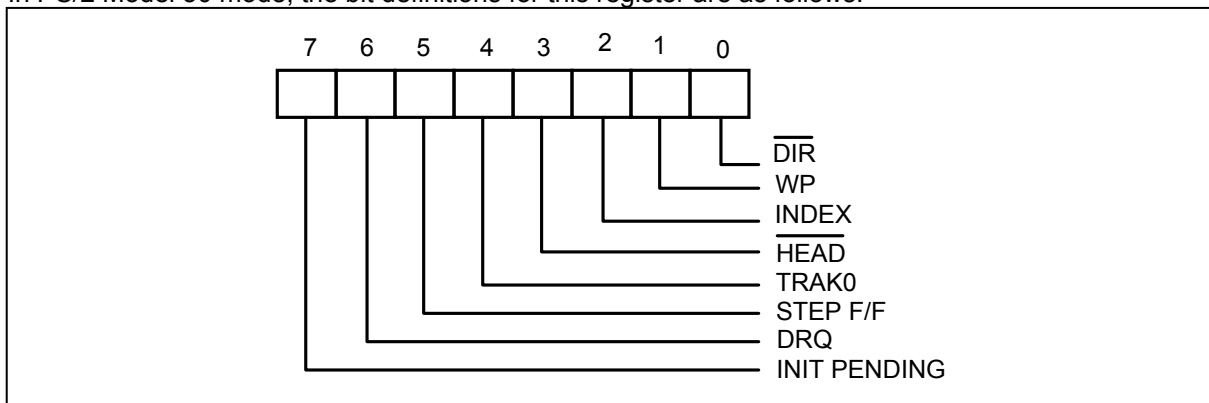 7 6 5 4 3 2 1 0
DIR
WP
INDEX
HEAD
TRAK0
STEP F/F
DRQ
INIT PENDING